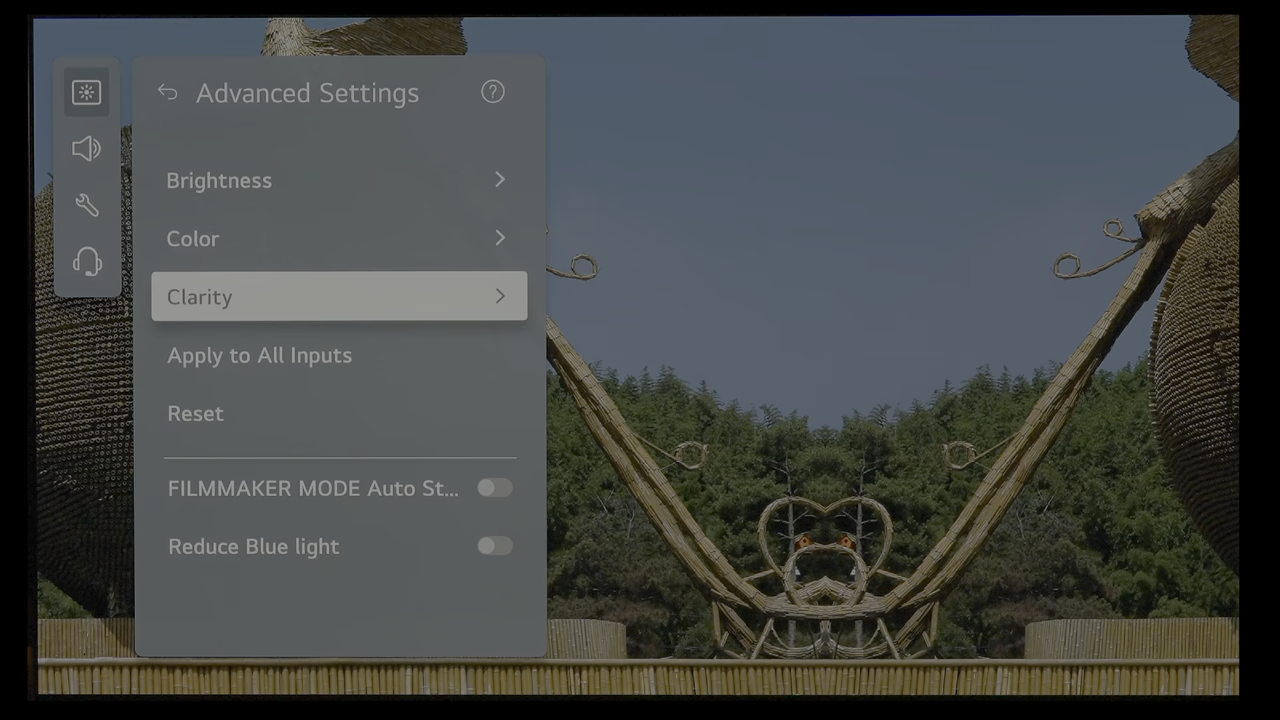 Advanced Settings
Brightness
Color
Clarity
Apply to All Inputs
Reset
FILMMAKER MODE Auto St...
Reduce Blue light